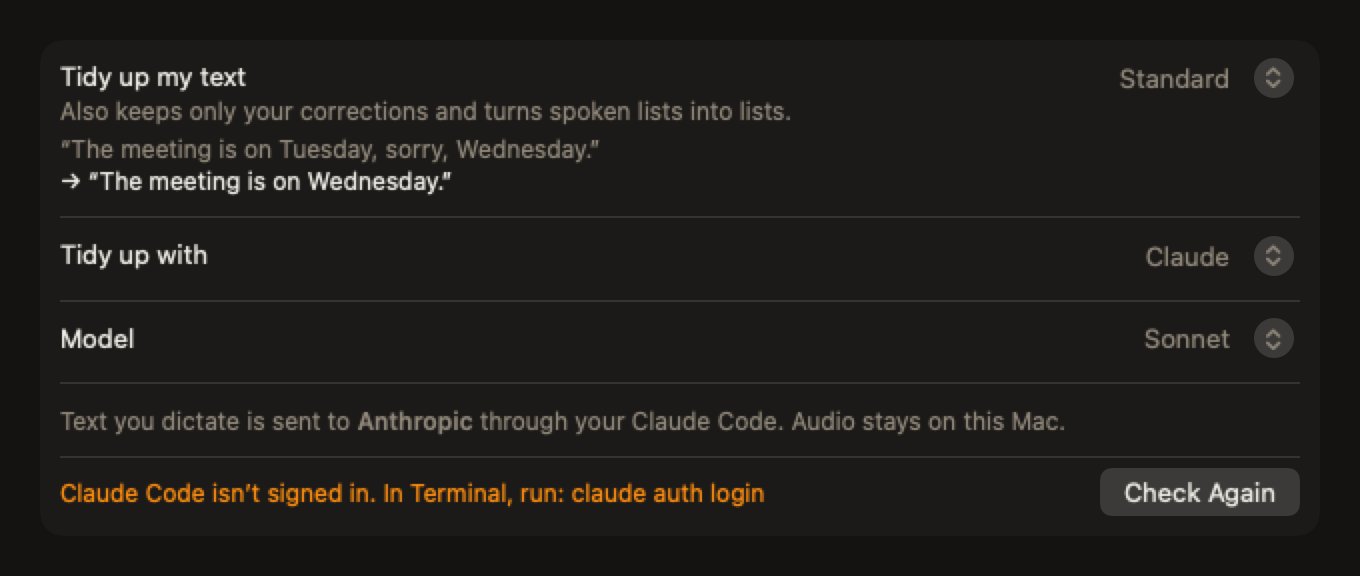 Tidy up my text
Standard
Also keeps only your corrections and turns spoken lists into lists.
“The meeting is on Tuesday, sorry, Wednesday.”
→ “The meeting is on Wednesday.”
Tidy up with
Claude
Model
Sonnet
Text you dictate is sent to Anthropic through your Claude Code. Audio stays on this Mac.
Claude Code isn’t signed in. In Terminal, run: claude auth login
Check Again